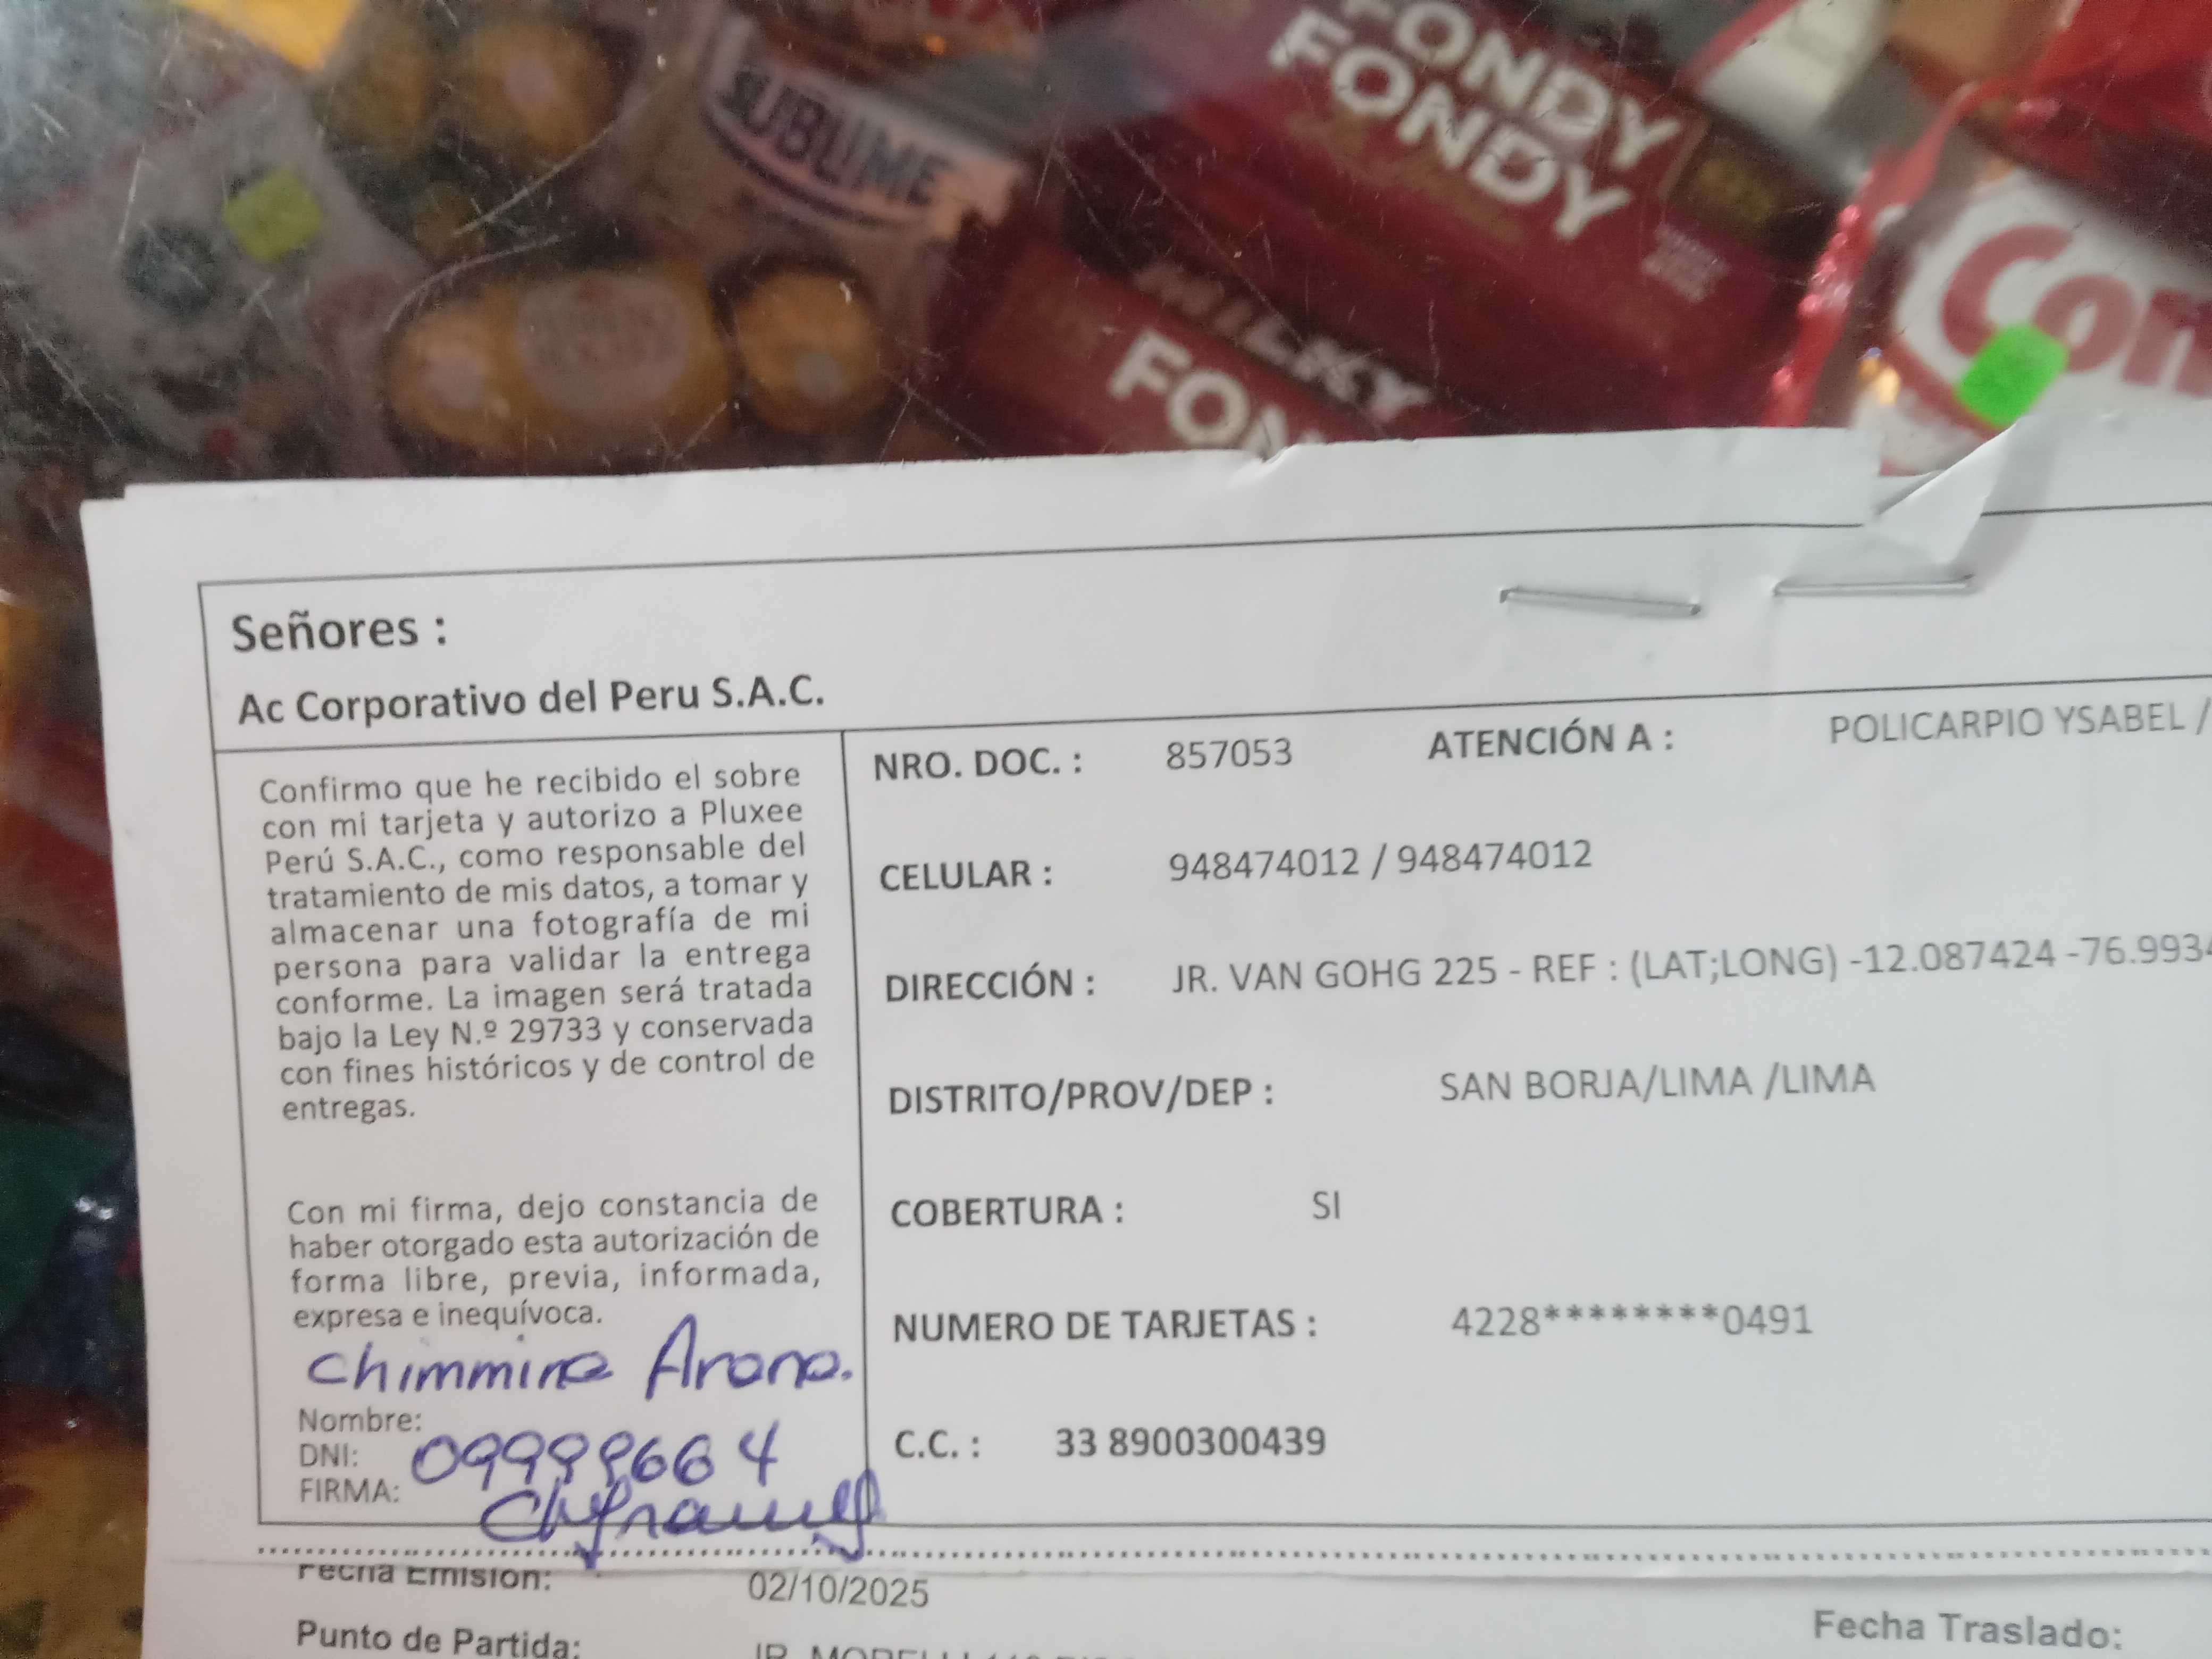 SUBLIME
FONDY
FONDY
MILKY
FON
Con
Señores :
Ac Corporativo del Peru S.A.C.
Confirmo que he recibido el sobre
con mi tarjeta y autorizo a Pluxee
Perú S.A.C., como responsable del
tratamiento de mis datos, a tomar y
almacenar una fotografía de mi
persona para validar la entrega
conforme. La imagen será tratada
bajo la Ley N.º 29733 y conservada
con fines históricos y de control de
entregas.
Con mi firma, dejo constancia de
haber otorgado esta autorización de
forma libre, previa, informada,
expresa e inequívoca.
Chimmina Arana.
Nombre:
DNI: 09999664
FIRMA:
NRO. DOC. : 857053 ATENCIÓN A : POLICARPIO YSABEL /
CELULAR : 948474012 / 948474012
DIRECCIÓN : JR. VAN GOHG 225 - REF : (LAT;LONG) -12.087424 -76.9934
DISTRITO/PROV/DEP : SAN BORJA/LIMA /LIMA
COBERTURA : SI
NUMERO DE TARJETAS : 4228********0491
C.C. : 33 8900300439
Fecha Emisión: 02/10/2025
Fecha Traslado:
Punto de Partida: JR. MORELLI